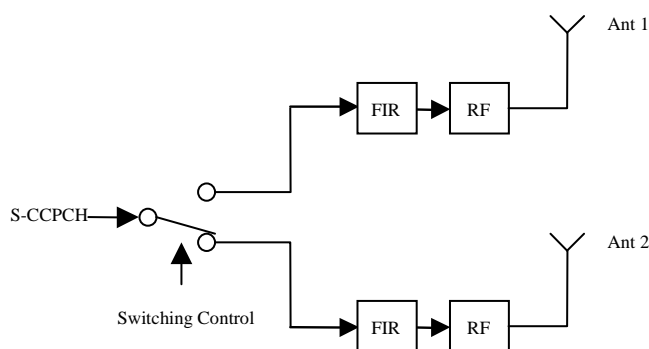 Ant 1
FIR
RF
S-CCPCH
Ant 2
Switching Control
FIR
RF